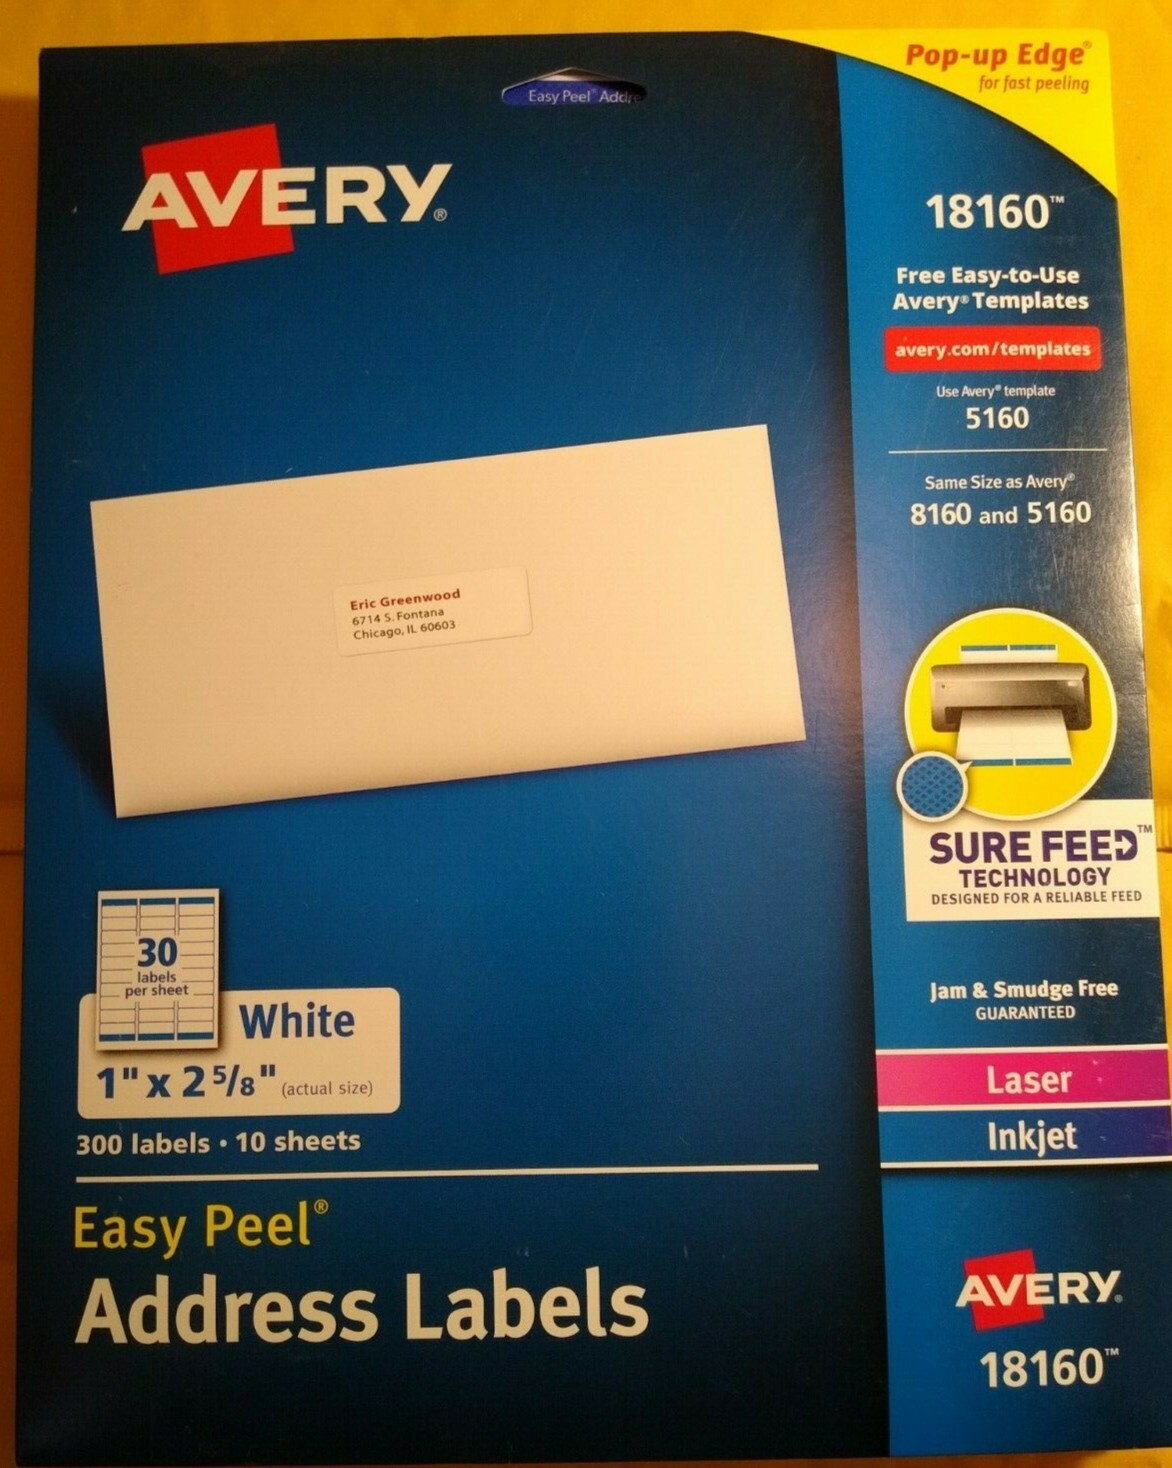 Pop-up Edge®
for fast peeling
Easy Peel® Addre
AVERY®
18160™
Free Easy-to-Use
Avery® Templates
avery.com/templates
Use Avery® template
5160
Same Size as Avery®
8160 and 5160
Eric Greenwood
6714 S. Fontana
Chicago, IL 60603
SURE FEED™
TECHNOLOGY
DESIGNED FOR A RELIABLE FEED
30
labels
per sheet
White
1" x 2 5/8" (actual size)
300 labels • 10 sheets
Jam & Smudge Free
GUARANTEED
Laser
Inkjet
Easy Peel®
Address Labels
AVERY®
18160™